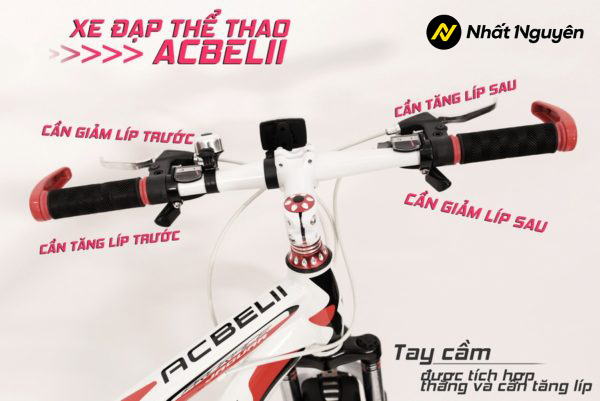 XE ĐẠP THỂ THAO
>>>>>> ACBELII
Nhất Nguyên
CẦN TĂNG LÍP SAU
CẦN GIẢM LÍP TRƯỚC
CẦN GIẢM LÍP SAU
CẦN TĂNG LÍP TRƯỚC
ACBELII
Tay cầm
được tích hợp
thắng và cần tăng líp